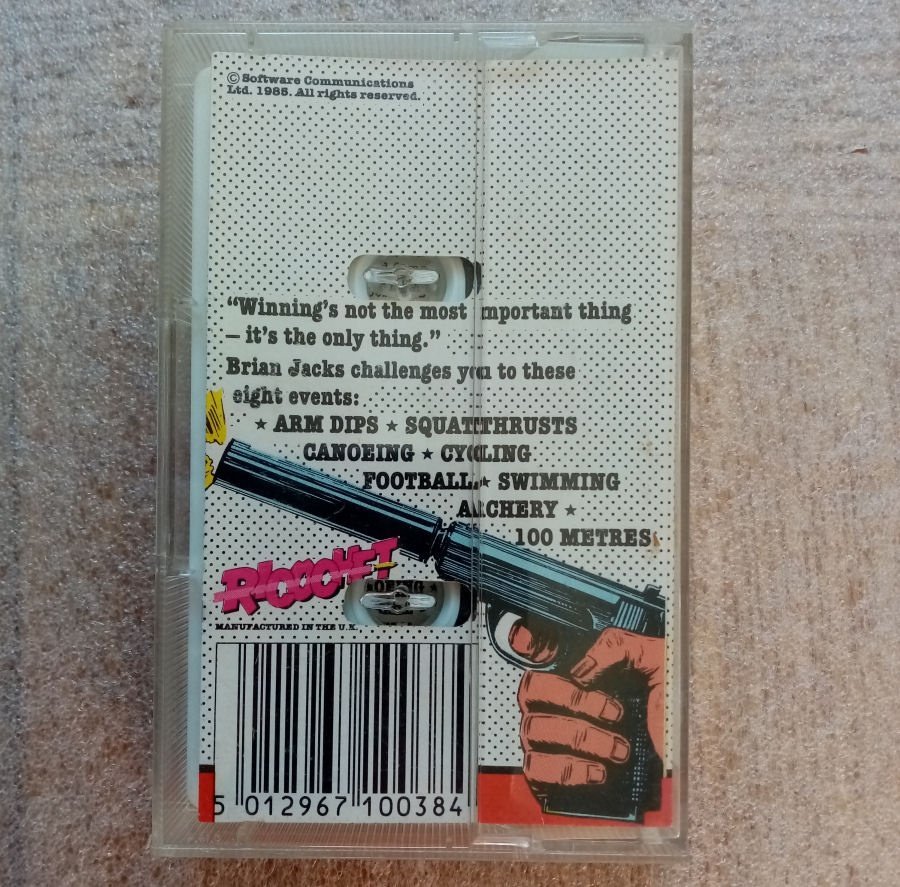 © Software Communications
Ltd. 1985. All rights reserved.
“Winning’s not the most important thing
– it’s the only thing.”
Brian Jacks challenges you to these
eight events:
★ ARM DIPS ★ SQUAT THRUSTS
CANOEING ★ CYCLING
FOOTBALL ★ SWIMMING
ARCHERY ★
100 METRES
RICOCHET
MANUFACTURED IN THE U.K.
5 012967 100384